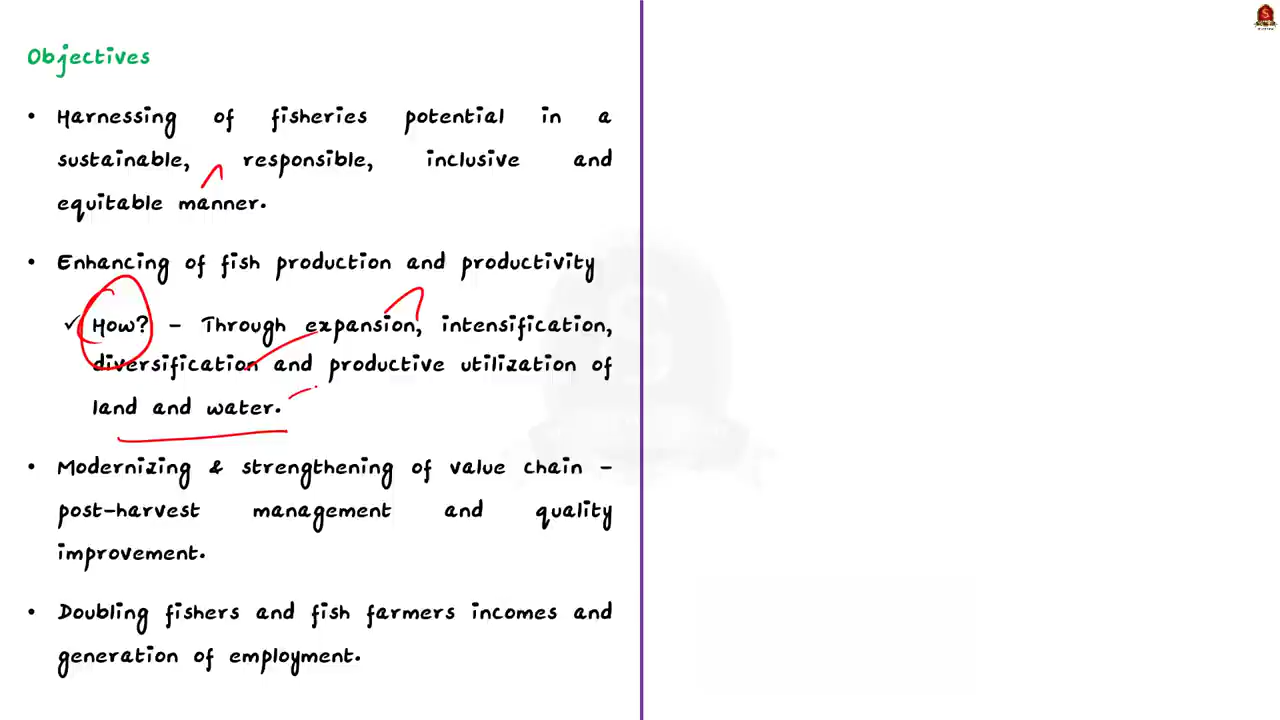 Objectives
• Harnessing of fisheries potential in a
sustainable, responsible, inclusive and
equitable manner.
• Enhancing of fish production and productivity
✓ How? – Through expansion, intensification,
diversification and productive utilization of
land and water.
• Modernizing & strengthening of value chain –
post-harvest management and quality
improvement.
• Doubling fishers and fish farmers incomes and
generation of employment.